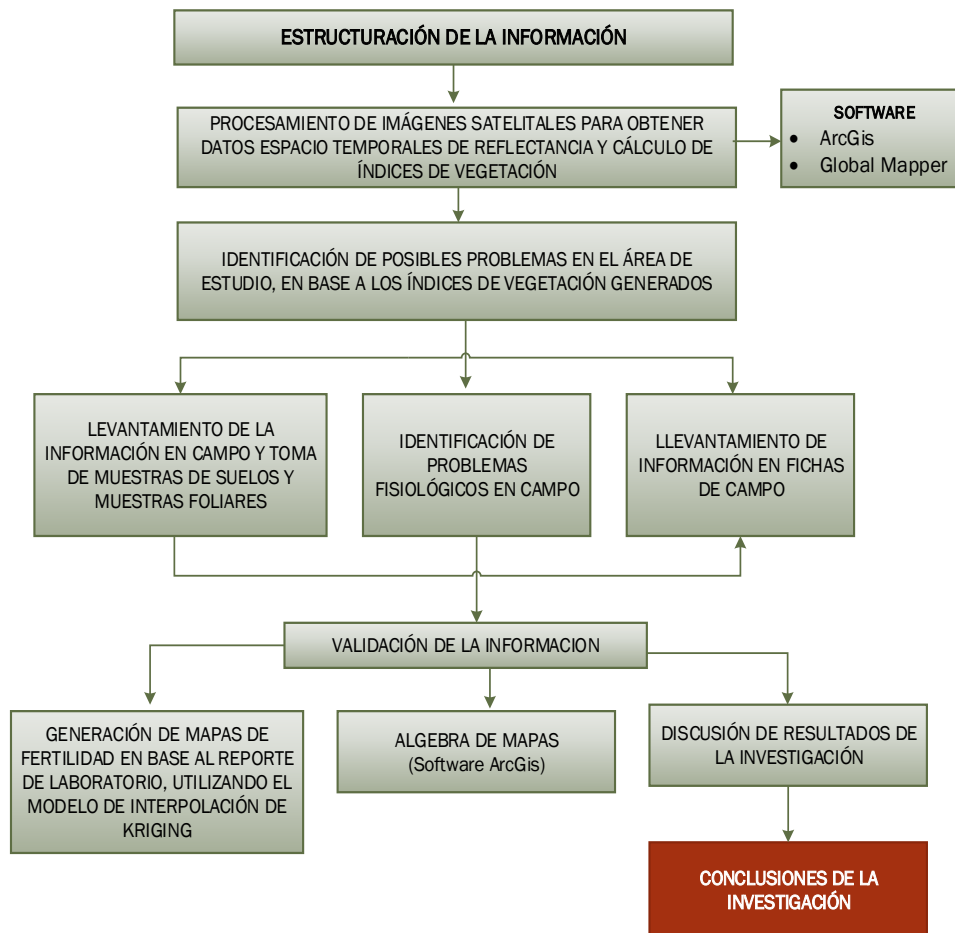 ESTRUCTURACIÓN DE LA INFORMACIÓN
PROCESAMIENTO DE IMÁGENES SATELITALES PARA OBTENER
DATOS ESPACIO TEMPORALES DE REFLECTANCIA Y CÁLCULO DE
ÍNDICES DE VEGETACIÓN
SOFTWARE
• ArcGis
• Global Mapper
IDENTIFICACIÓN DE POSIBLES PROBLEMAS EN EL ÁREA DE
ESTUDIO, EN BASE A LOS ÍNDICES DE VEGETACIÓN GENERADOS
LEVANTAMIENTO DE LA
INFORMACIÓN EN CAMPO Y TOMA
DE MUESTRAS DE SUELOS Y
MUESTRAS FOLIARES
IDENTIFICACIÓN DE
PROBLEMAS
FISIOLÓGICOS EN CAMPO
LLEVANTAMIENTO DE
INFORMACIÓN EN FICHAS
DE CAMPO
VALIDACIÓN DE LA INFORMACION
GENERACIÓN DE MAPAS DE
FERTILIDAD EN BASE AL REPORTE
DE LABORATORIO, UTILIZANDO EL
MODELO DE INTERPOLACIÓN DE
KRIGING
ALGEBRA DE MAPAS
(Software ArcGis)
DISCUSIÓN DE RESULTADOS DE
LA INVESTIGACIÓN
CONCLUSIONES DE LA
INVESTIGACIÓN